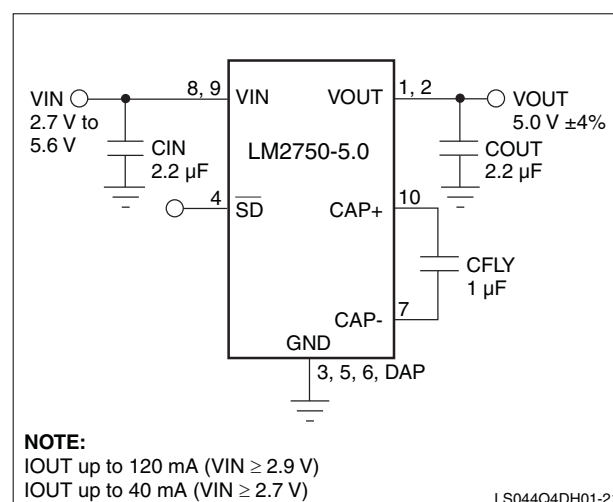 VIN
2.7 V to
5.6 V
8, 9
VIN
VOUT
1, 2
VOUT
5.0 V ±4%
CIN
2.2 µF
LM2750-5.0
COUT
2.2 µF
4
SD
CAP+
10
CFLY
1 µF
CAP-
7
GND
3, 5, 6, DAP
NOTE:
IOUT up to 120 mA (VIN ≥ 2.9 V)
IOUT up to 40 mA (VIN ≥ 2.7 V)
LS044Q4DH01-2